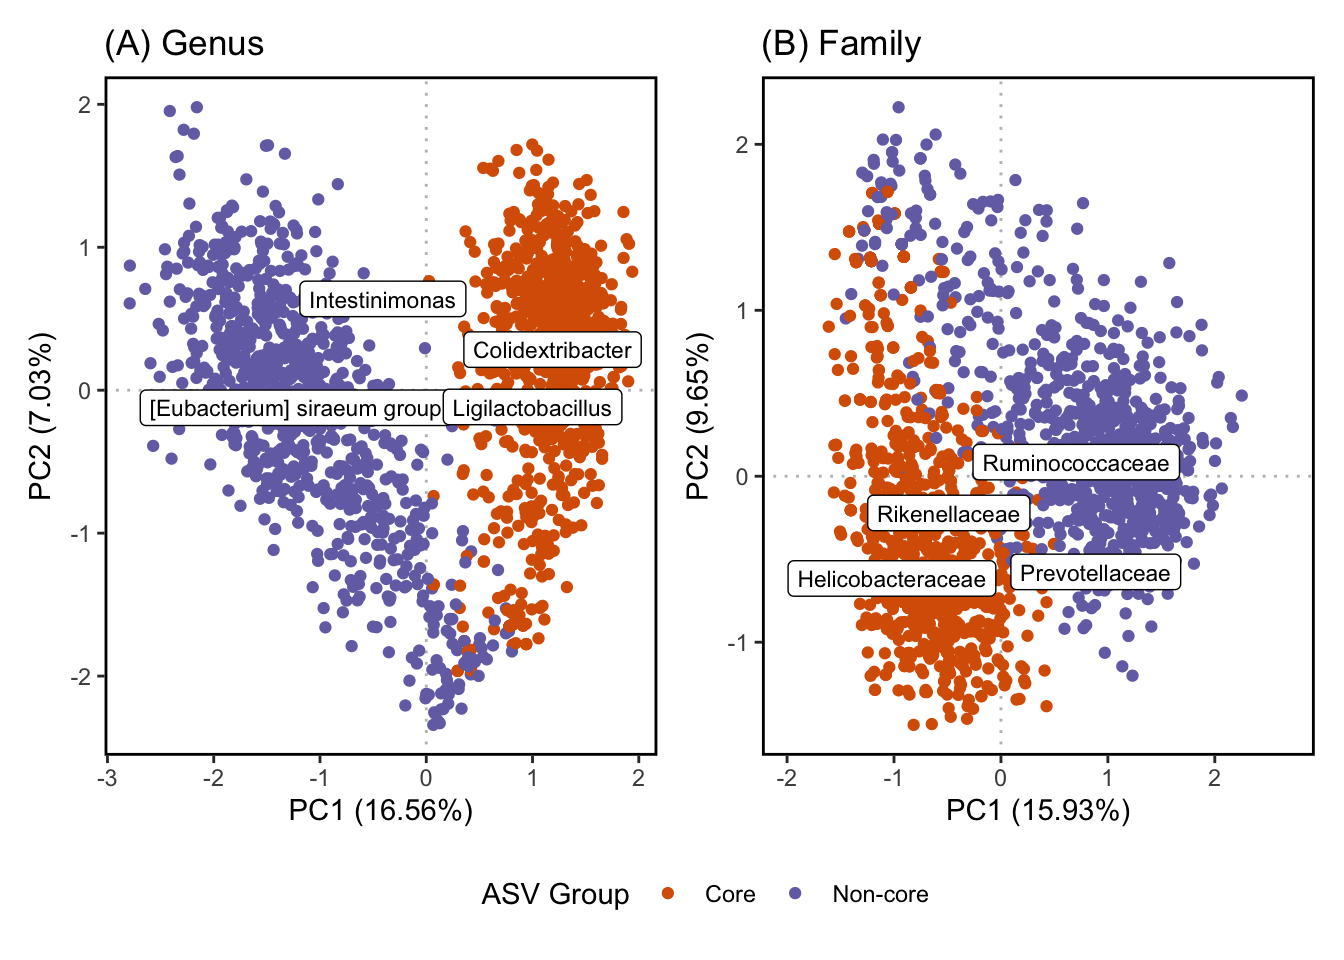 (A) Genus
(B) Family
PC2 (7.03%)
2
1
0
-1
-2
Intestinimonas
Colidextribacter
[Eubacterium] siraeum group
Ligilactobacillus
-3
-2
-1
0
1
2
PC1 (16.56%)
PC2 (9.65%)
2
1
0
-1
Ruminococcaceae
Rikenellaceae
Helicobacteraceae
Prevotellaceae
-2
-1
0
1
2
PC1 (15.93%)
ASV Group
Core
Non-core